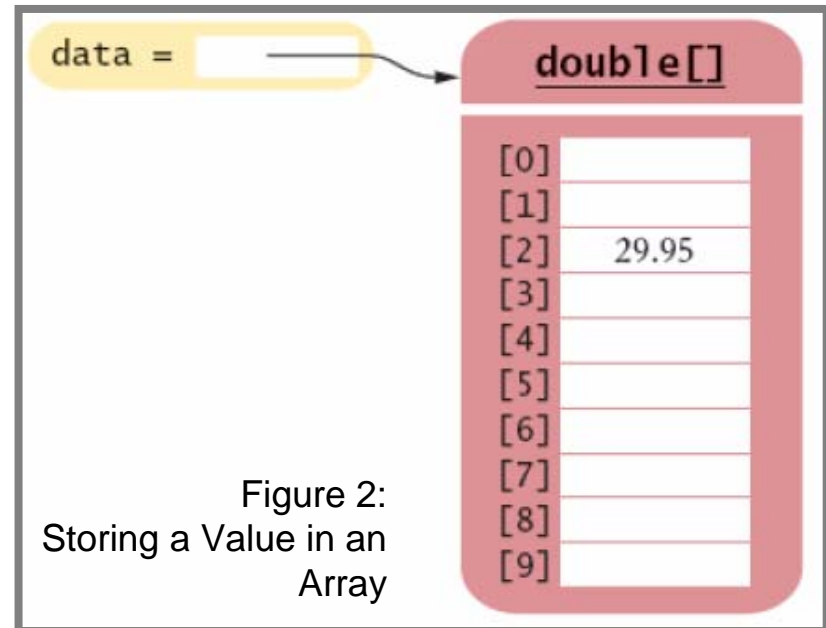 data =
double[]
[0]
[1]
[2] 29.95
[3]
[4]
[5]
[6]
[7]
[8]
[9]
Figure 2:
Storing a Value in an
Array